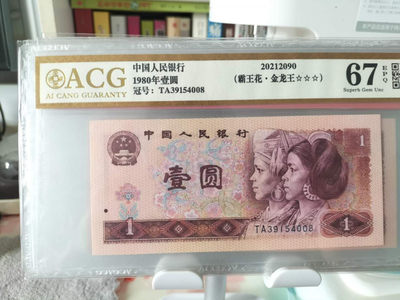 ACG
AI CANG GUARANTY
中国人民银行
1980年壹圆
冠号：TA39154008
20212090
（霸王花·金龙王☆☆☆）
67
EPQ
Superb Gem Unc
中国人民银行
1
壹圆
1
1
TA39154008